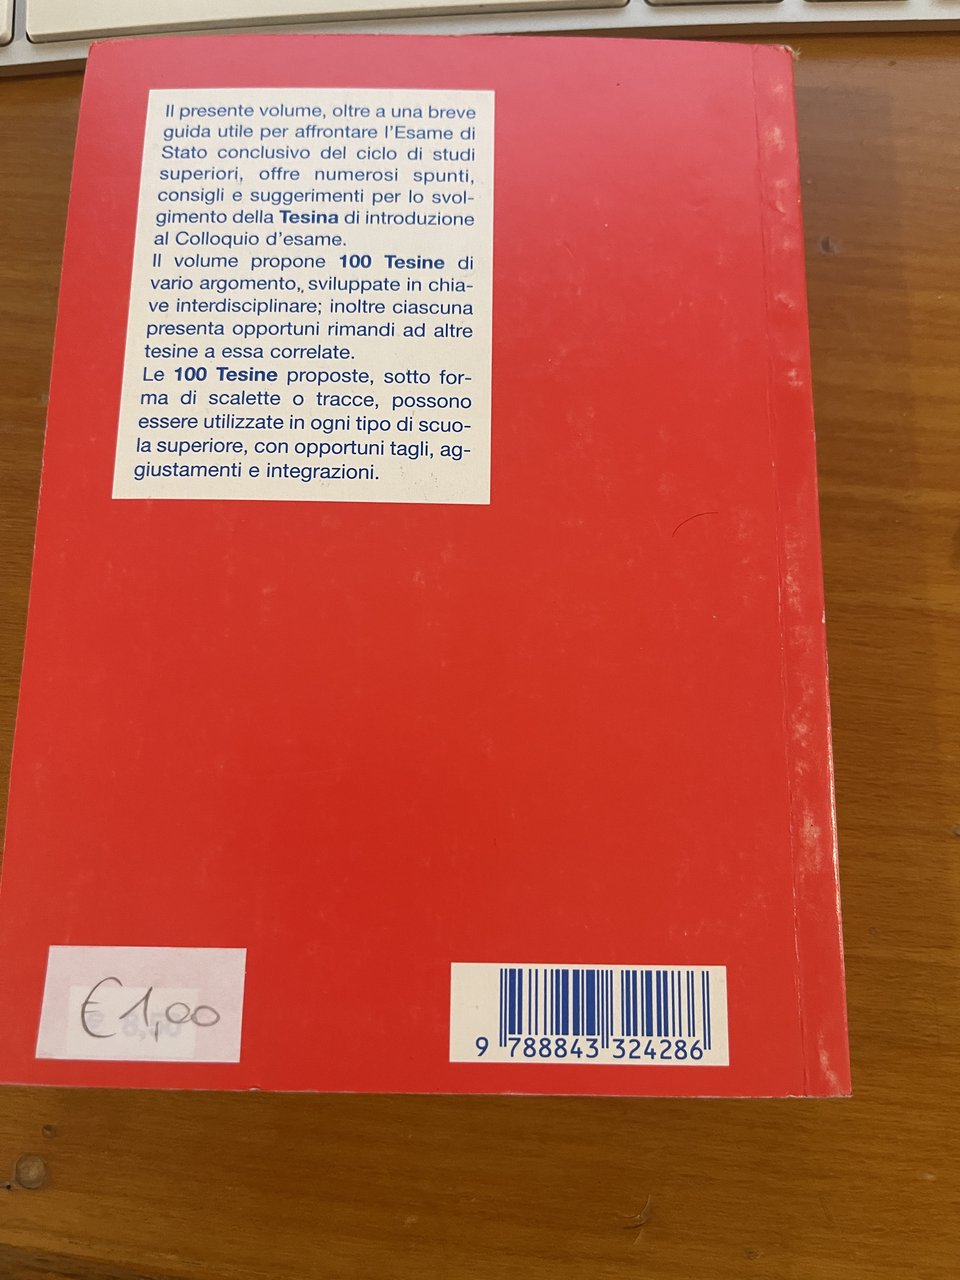 Il presente volume, oltre a una breve
guida utile per affrontare l'Esame di
Stato conclusivo del ciclo di studi
superiori, offre numerosi spunti,
consigli e suggerimenti per lo svol-
gimento della Tesina di introduzione
al Colloquio d'esame.
Il volume propone 100 Tesine di
vario argomento, sviluppate in chia-
ve interdisciplinare; inoltre ciascuna
presenta opportuni rimandi ad altre
tesine a essa correlate.
Le 100 Tesine proposte, sotto for-
ma di scalette o tracce, possono
essere utilizzate in ogni tipo di scuo-
la superiore, con opportuni tagli, ag-
giustamenti e integrazioni.
€ 1,00
9 788843 324286